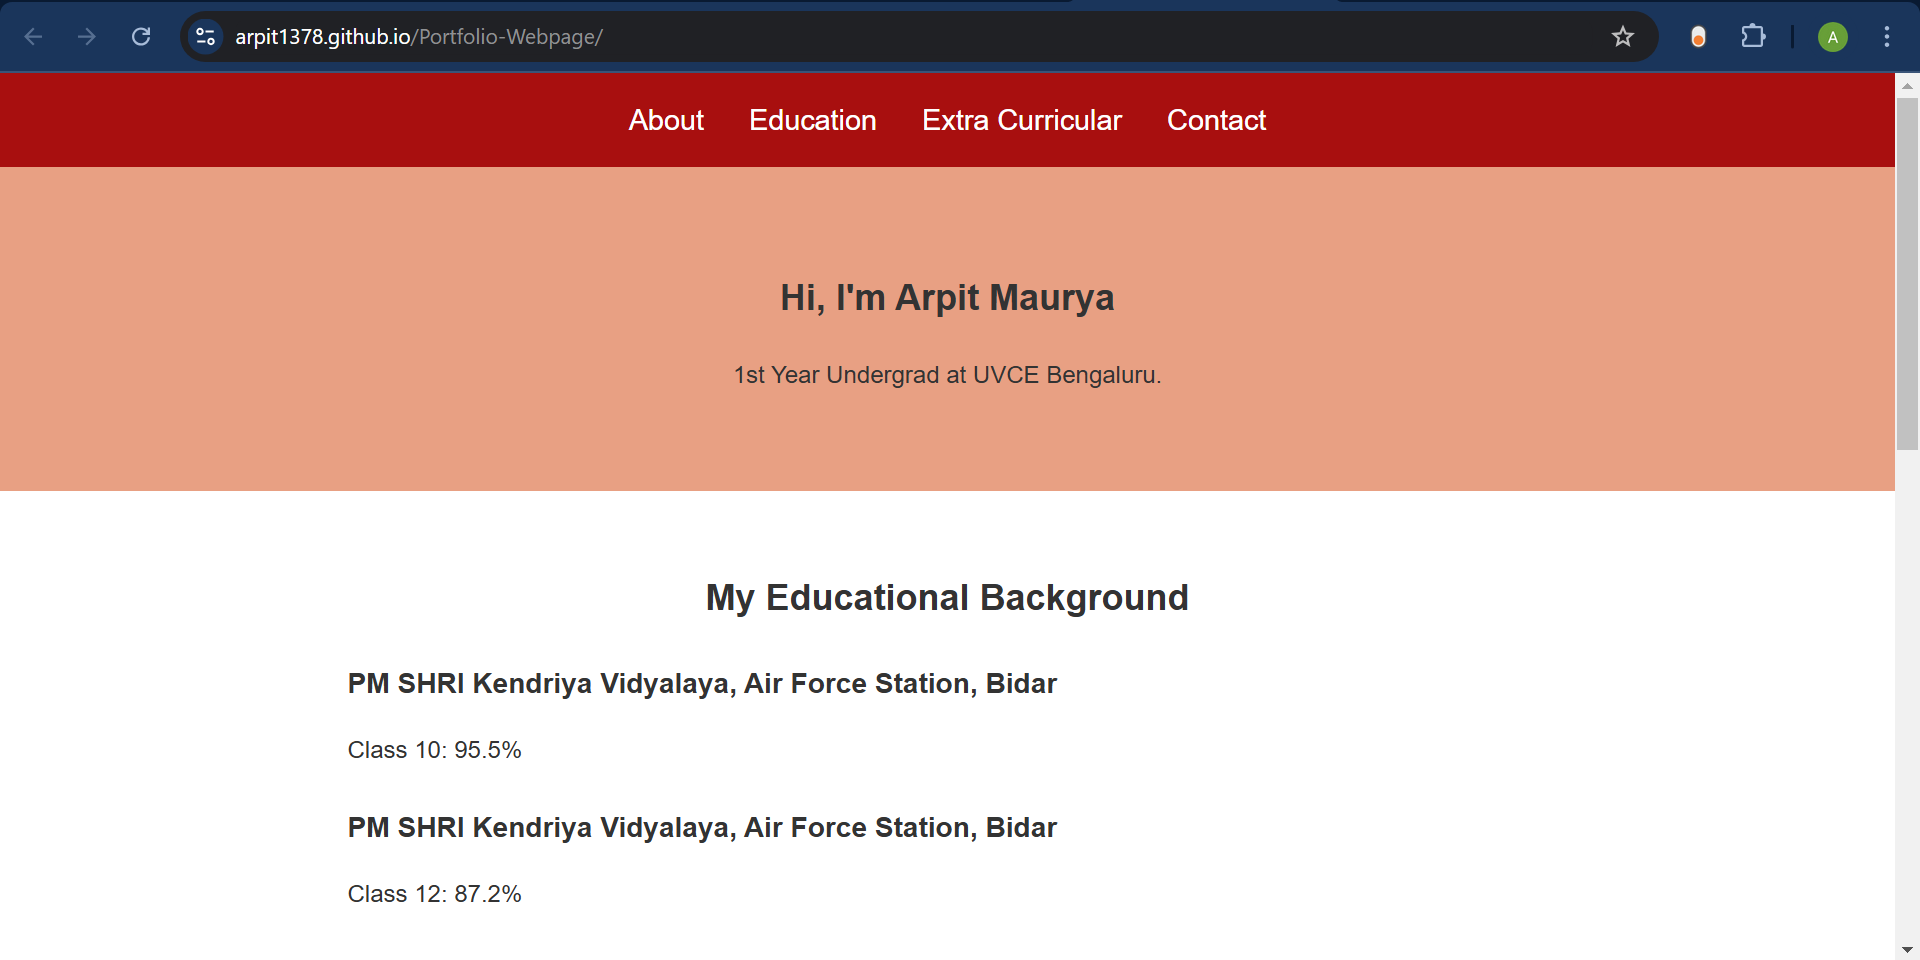 arpit1378.github.io/Portfolio-Webpage/
A
About Education Extra Curricular Contact
Hi, I'm Arpit Maurya
1st Year Undergrad at UVCE Bengaluru.
My Educational Background
PM SHRI Kendriya Vidyalaya, Air Force Station, Bidar
Class 10: 95.5%
PM SHRI Kendriya Vidyalaya, Air Force Station, Bidar
Class 12: 87.2%